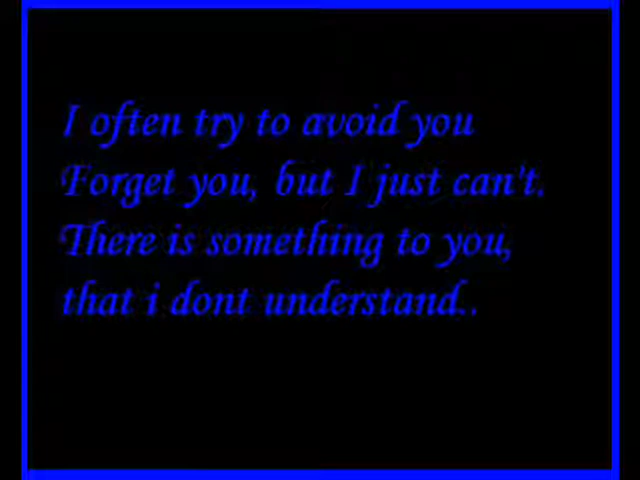 I often try to avoid you
Forget you, but I just can't.
There is something to you,
that i dont understand..